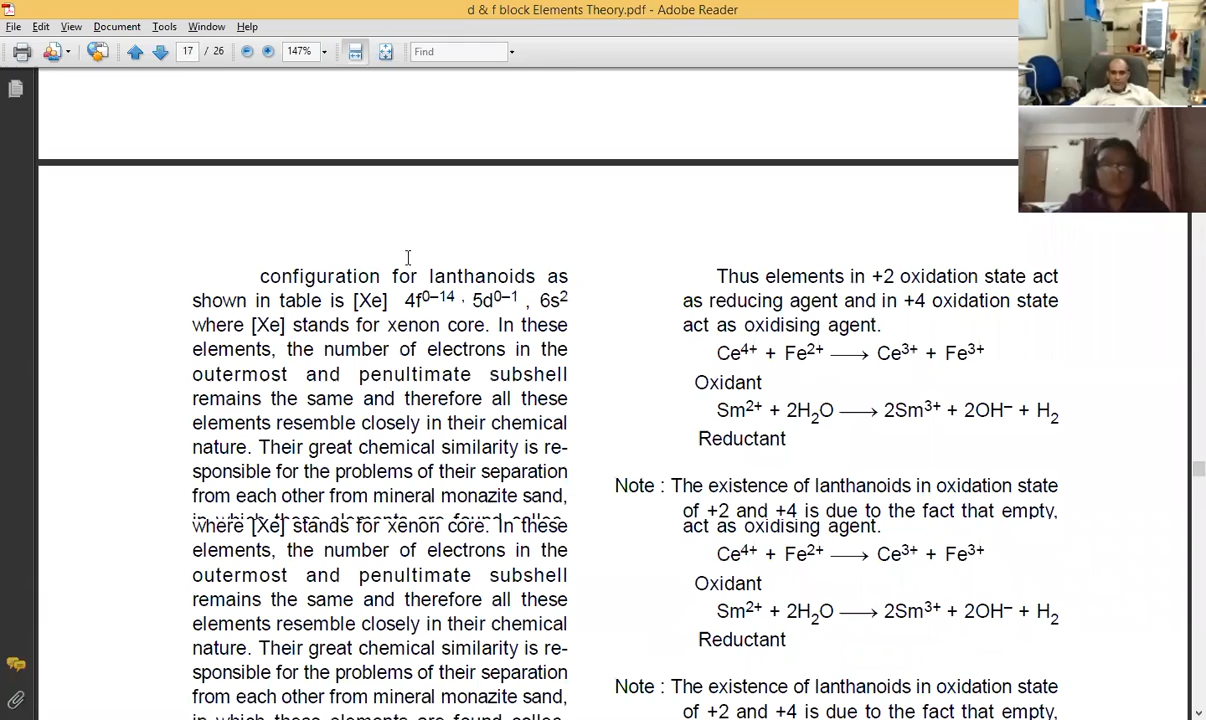 d & f block Elements Theory.pdf - Adobe Reader
File Edit View Document Tools Window Help
17 / 26 147% Find
configuration for lanthanoids as
shown in table is [Xe] 4f⁰⁻¹⁴ , 5d⁰⁻¹ , 6s²
where [Xe] stands for xenon core. In these
elements, the number of electrons in the
outermost and penultimate subshell
remains the same and therefore all these
elements resemble closely in their chemical
nature. Their great chemical similarity is re-
sponsible for the problems of their separation
from each other from mineral monazite sand,
where [Xe] stands for xenon core. In these
elements, the number of electrons in the
outermost and penultimate subshell
remains the same and therefore all these
elements resemble closely in their chemical
nature. Their great chemical similarity is re-
sponsible for the problems of their separation
from each other from mineral monazite sand,
in which these elements are found collec-
Thus elements in +2 oxidation state act
as reducing agent and in +4 oxidation state
act as oxidising agent.
Ce⁴⁺ + Fe²⁺ ⟶ Ce³⁺ + Fe³⁺
Oxidant
Sm²⁺ + 2H₂O ⟶ 2Sm³⁺ + 2OH⁻ + H₂
Reductant
Note : The existence of lanthanoids in oxidation state
of +2 and +4 is due to the fact that empty,
act as oxidising agent.
Ce⁴⁺ + Fe²⁺ ⟶ Ce³⁺ + Fe³⁺
Oxidant
Sm²⁺ + 2H₂O ⟶ 2Sm³⁺ + 2OH⁻ + H₂
Reductant
Note : The existence of lanthanoids in oxidation state
of +2 and +4 is due to the fact that empty,